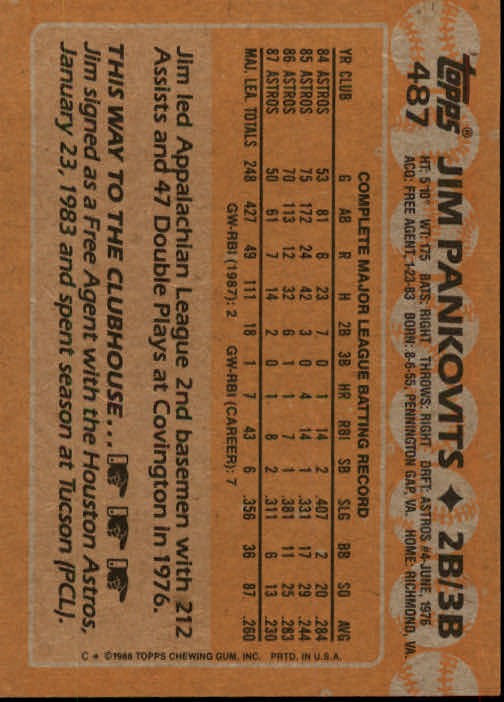 topps®
487
JIM PANKOVITS ✦ 2B/3B
HT: 5'10" WT: 175 BATS: RIGHT THROWS: RIGHT DRFT: ASTROS #4-JUNE, 1976
ACQ: FREE AGENT, 1-23-83 BORN: 8-6-55, PENNINGTON GAP, VA. HOME: RICHMOND, VA.
COMPLETE MAJOR LEAGUE BATTING RECORD
YR CLUB G AB R H 2B 3B HR RBI SB SLG BB SO AVG
84 ASTROS 53 81 6 23 7 0 1 14 2 .407 2 20 .284
85 ASTROS 75 172 24 42 3 0 4 14 1 .331 17 29 .244
86 ASTROS 70 113 12 32 6 1 1 7 1 .381 11 25 .283
87 ASTROS 50 61 7 14 2 0 1 8 2 .311 6 13 .230
MAJ. LEA. TOTALS 248 427 49 111 18 1 7 43 6 .356 36 87 .260
GW-RBI (1987): 2 GW-RBI (CAREER): 7
Jim led Appalachian League 2nd basemen with 212
Assists and 47 Double Plays at Covington in 1976.
THIS WAY TO THE CLUBHOUSE...
Jim signed as a Free Agent with the Houston Astros,
January 23, 1983 and spent season at Tucson (PCL).
C * ©1988 TOPPS CHEWING GUM, INC. PRTD. IN U.S.A.